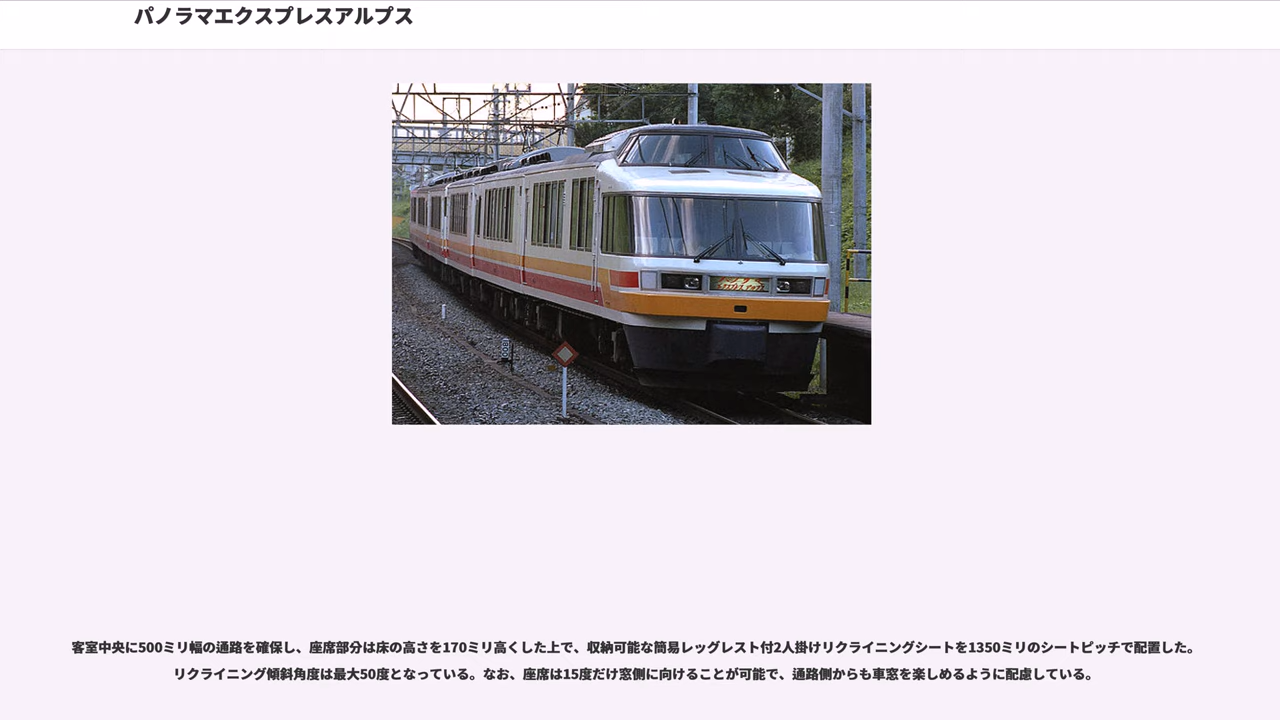 パノラマエクスプレスアルプス
客室中央に500ミリ幅の通路を確保し、座席部分は床の高さを170ミリ高くした上で、収納可能な簡易レッグレスト付2人掛けリクライニングシートを1350ミリのシートピッチで配置した。
リクライニング傾斜角度は最大50度となっている。なお、座席は15度だけ窓側に向けることが可能で、通路側からも車窓を楽しめるように配慮している。